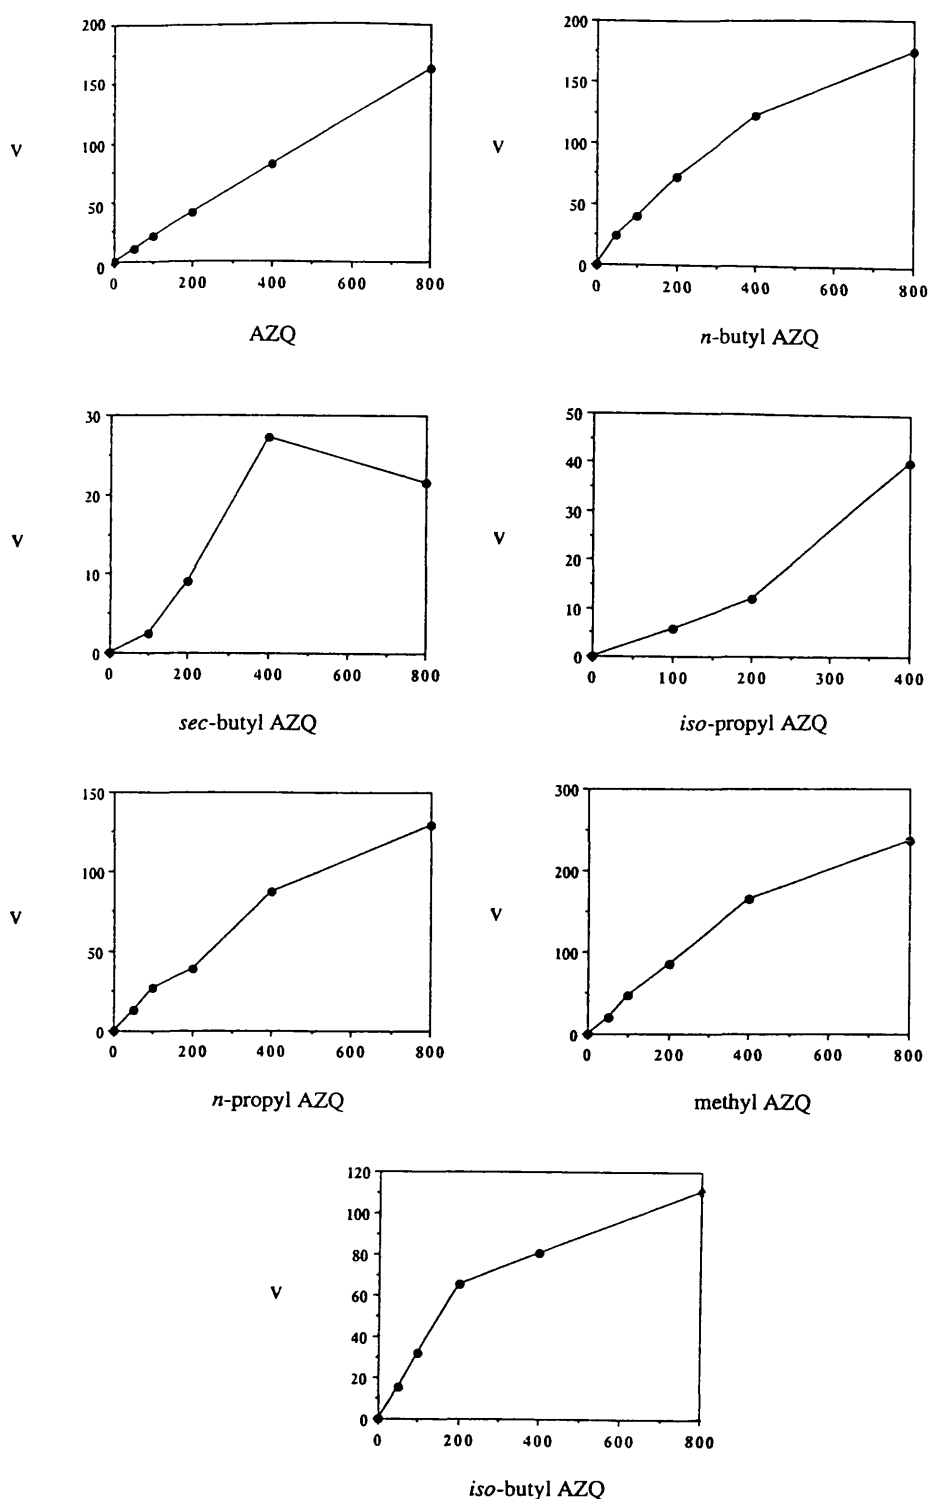 200
150
V
100
50
0
0 200 400 600 800
AZQ
200
150
V
100
50
0
0 200 400 600 800
n-butyl AZQ
30
20
V
10
0
0 200 400 600 800
sec-butyl AZQ
50
40
30
V
20
10
0
0 100 200 300 400
iso-propyl AZQ
150
100
V
50
0
0 200 400 600 800
n-propyl AZQ
300
200
V
100
0
0 200 400 600 800
methyl AZQ
120
100
80
V
60
40
20
0
0 200 400 600 800
iso-butyl AZQ